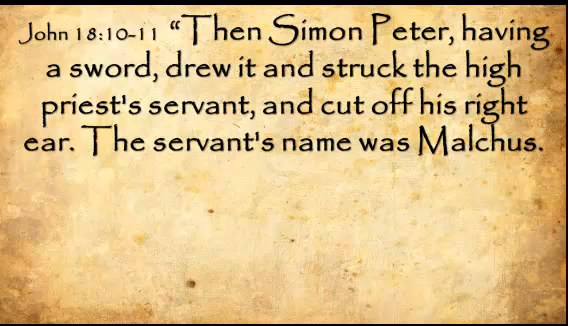 John 18:10-11 “Then Simon Peter, having
a sword, drew it and struck the high
priest's servant, and cut off his right
ear. The servant's name was Malchus.